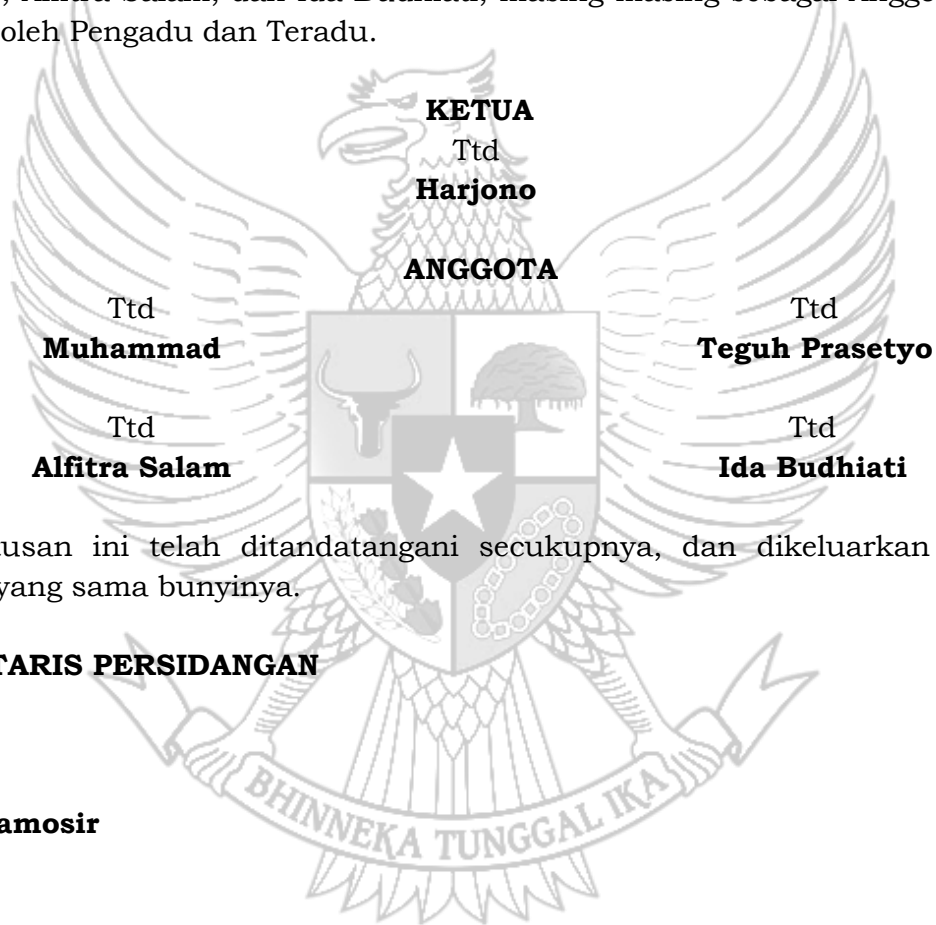 Alfitra Salam, dan Ida Budhiati, masing-masing sebagai Anggo
oleh Pengadu dan Teradu.
KETUA
Ttd
Harjono
ANGGOTA
Ttd Ttd
Muhammad Teguh Prasetyo
Ttd Ttd
Alfitra Salam Ida Budhiati
usan ini telah ditandatangani secukupnya, dan dikeluarkan
yang sama bunyinya.
TARIS PERSIDANGAN
amosir
BHINNEKA TUNGGAL IKA